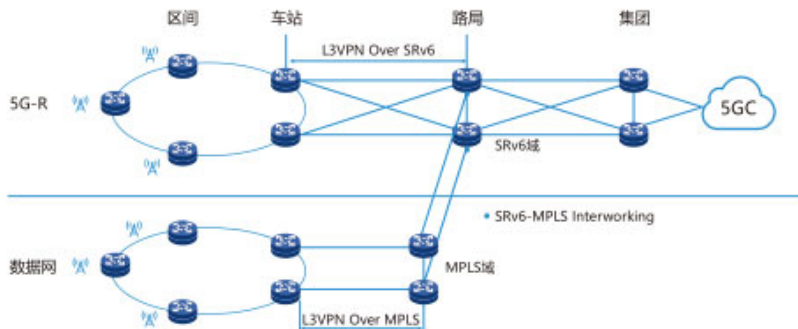 区间
车站
路局
集团
L3VPN Over SRv6
5G-R
5GC
SRv6域
• SRv6-MPLS Interworking
数据网
MPLS域
L3VPN Over MPLS